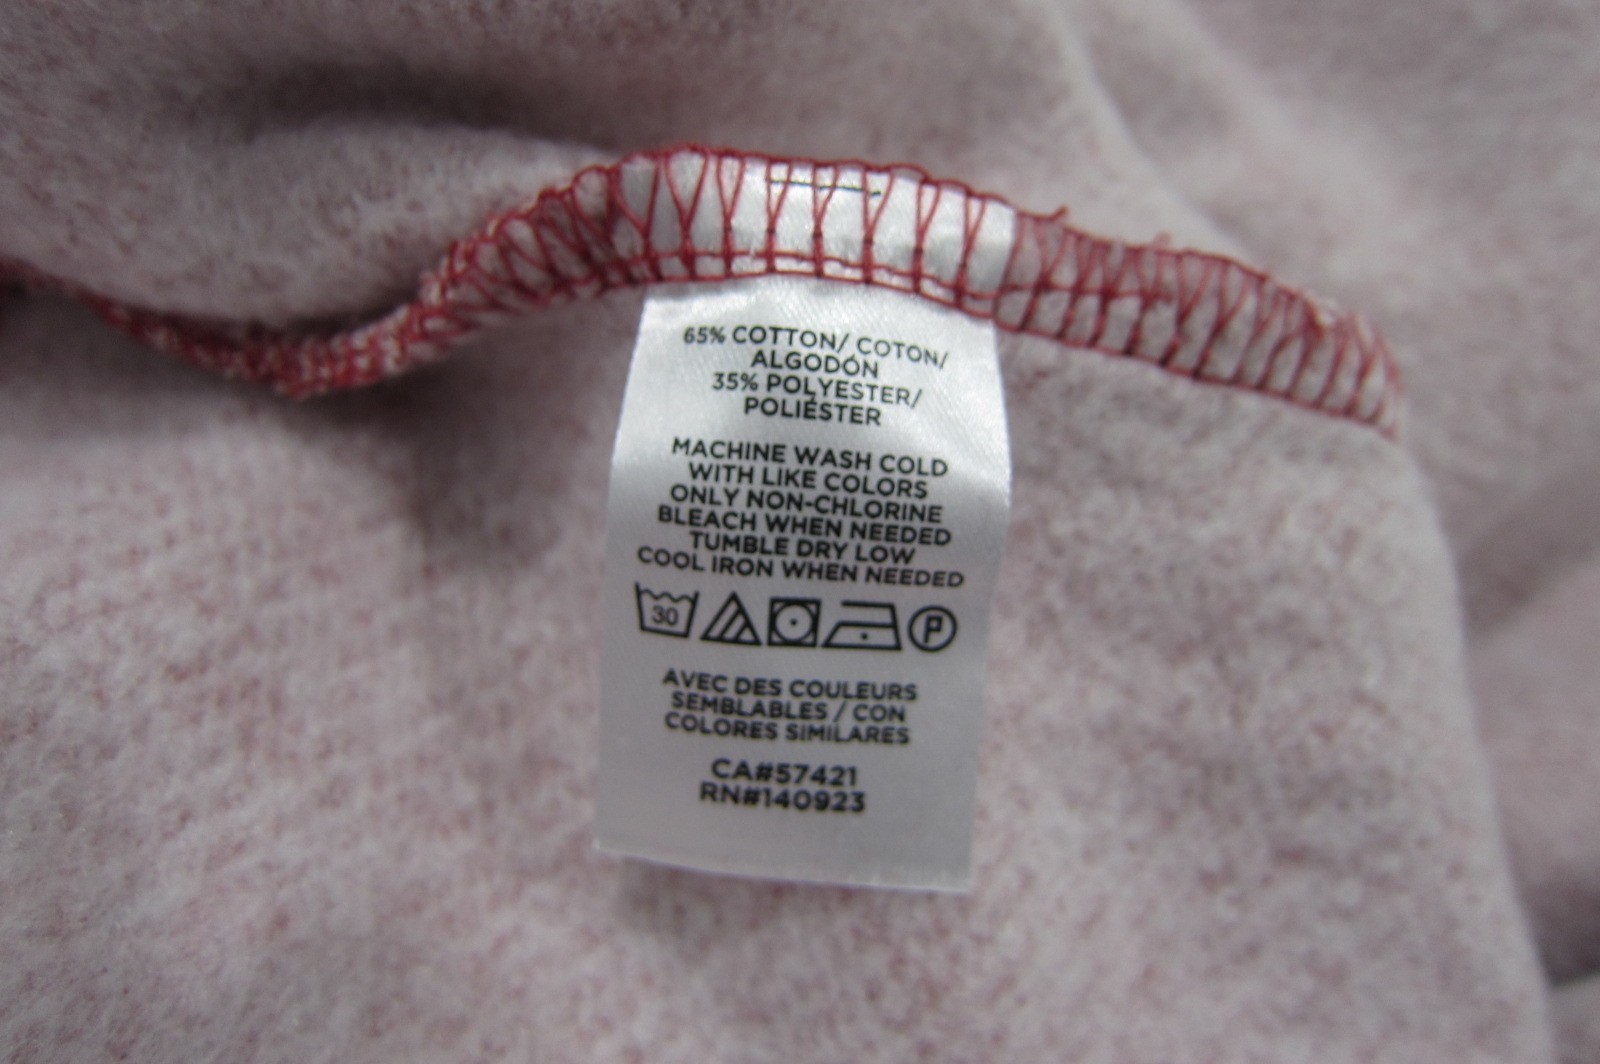 65% COTTON/ COTON/
ALGODÓN
35% POLYESTER/
POLIÉSTER
MACHINE WASH COLD
WITH LIKE COLORS
ONLY NON-CHLORINE
BLEACH WHEN NEEDED
TUMBLE DRY LOW
COOL IRON WHEN NEEDED
30 P
AVEC DES COULEURS
SEMBLABLES / CON
COLORES SIMILARES
CA#57421
RN#140923